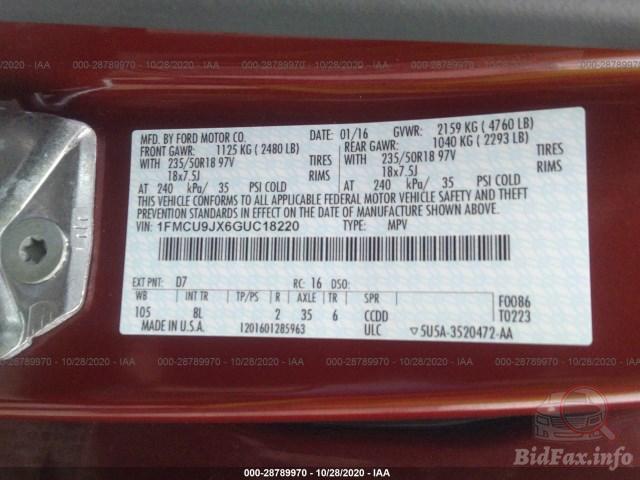 000-28789970 - 10/28/2020 - IAA
MFD. BY FORD MOTOR CO.
DATE: 01/16 GVWR: 2159 KG ( 4760 LB)
FRONT GAWR: 1125 KG ( 2480 LB) REAR GAWR: 1040 KG ( 2293 LB)
WITH 235/50R18 97V TIRES WITH 235/50R18 97V TIRES
18x7.5J RIMS 18x7.5J RIMS
AT 240 kPa/ 35 PSI COLD AT 240 kPa/ 35 PSI COLD
THIS VEHICLE CONFORMS TO ALL APPLICABLE FEDERAL MOTOR VEHICLE SAFETY AND THEFT
PREVENTION STANDARDS IN EFFECT ON THE DATE OF MANUFACTURE SHOWN ABOVE.
VIN: 1FMCU9JX6GUC18220 TYPE: MPV
EXT PNT: D7 RC: 16 DSO:
WB INT TR TP/PS R AXLE TR SPR F0086
105 8L 2 35 6 CCDD T0223
MADE IN U.S.A. 1201601285963 ULC ▽5U5A-3520472-AA
BidFax.info
000-28789970 - 10/28/2020 - IAA